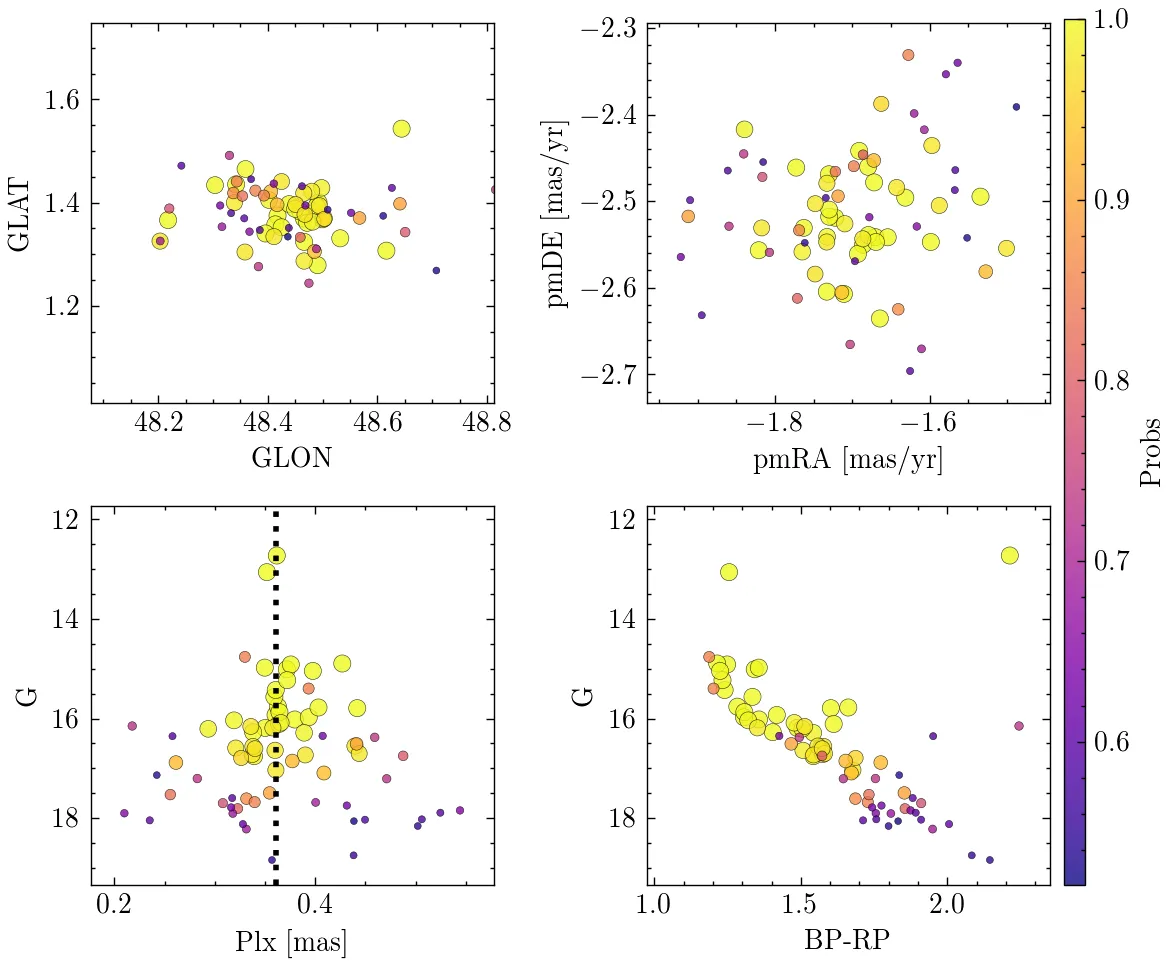 1.6
1.4
1.2
GLAT
48.2 48.4 48.6 48.8
GLON
−2.3
−2.4
−2.5
−2.6
−2.7
pmDE [mas/yr]
−1.8 −1.6
pmRA [mas/yr]
1.0
0.9
0.8
0.7
0.6
Probs
12
14
16
18
G
0.2 0.4
Plx [mas]
12
14
16
18
G
1.0 1.5 2.0
BP-RP